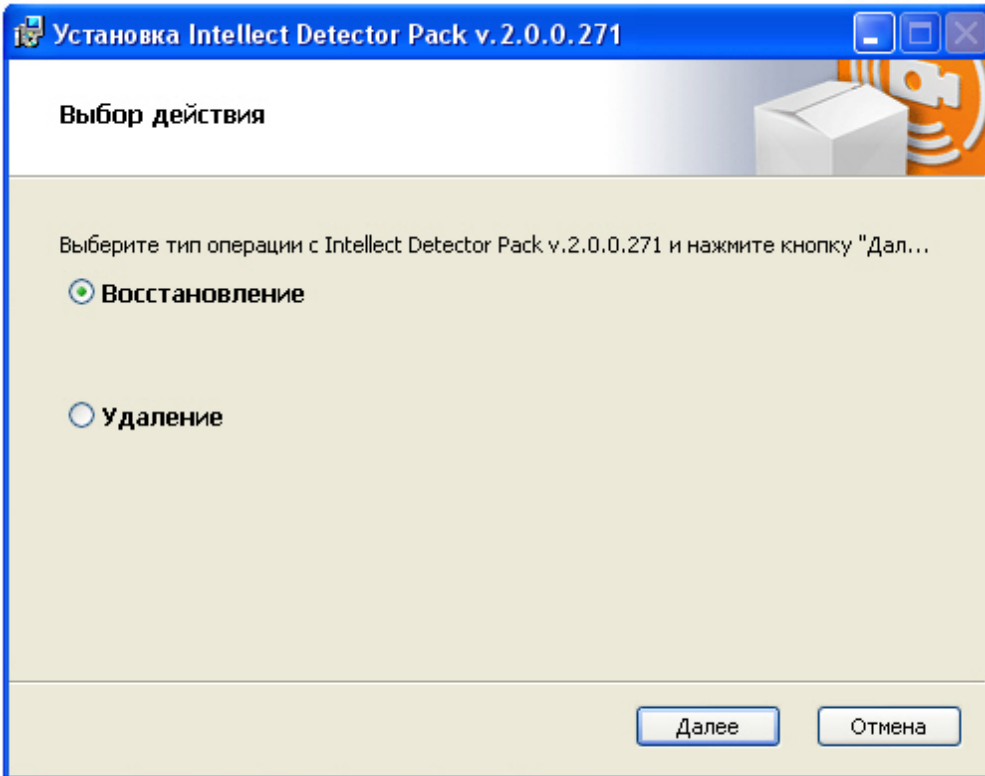 Установка Intellect Detector Pack v.2.0.0.271
Выбор действия
Выберите тип операции с Intellect Detector Pack v.2.0.0.271 и нажмите кнопку "Дал...
Восстановление
Удаление
Далее
Отмена